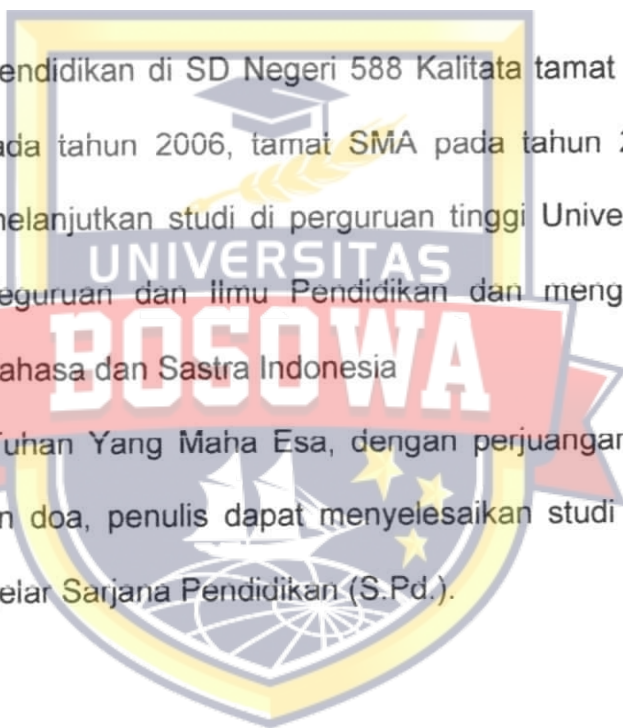 endidikan di SD Negeri 588 Kalitata tamat
ada tahun 2006, tamat SMA pada tahun 2
nelanjutkan studi di perguruan tinggi Unive
UNIVERSITAS
eguruan dan Ilmu Pendidikan dan meng
BOSOWA
ahasa dan Sastra Indonesia
Tuhan Yang Maha Esa, dengan perjuangan
n doa, penulis dapat menyelesaikan studi
elar Sarjana Pendidikan (S.Pd.).